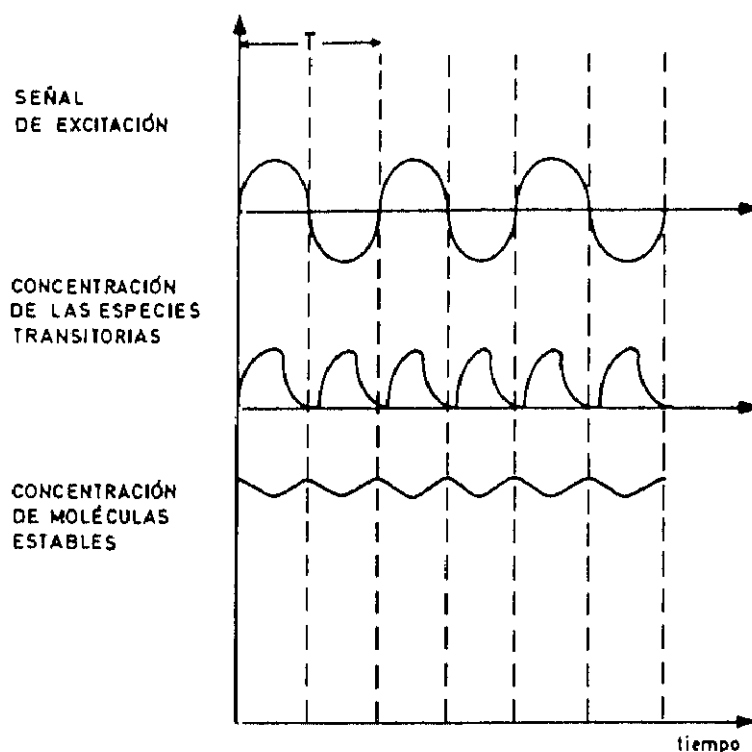 T
SEÑAL
DE EXCITACIÓN
CONCENTRACIÓN
DE LAS ESPECIES
TRANSITORIAS
CONCENTRACIÓN
DE MOLÉCULAS
ESTABLES
tiempo